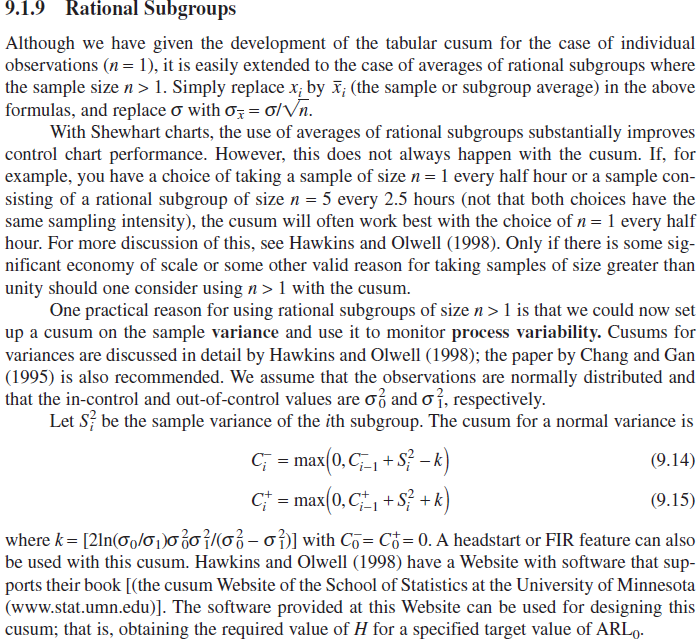 9.1.9 Rational Subgroups
Although we have given the development of the tabular cusum for the case of individual
observations (n = 1), it is easily extended to the case of averages of rational subgroups where
the sample size n > 1. Simply replace xᵢ by x̄ᵢ (the sample or subgroup average) in the above
formulas, and replace σ with σx̄ = σ/√n.
With Shewhart charts, the use of averages of rational subgroups substantially improves
control chart performance. However, this does not always happen with the cusum. If, for
example, you have a choice of taking a sample of size n = 1 every half hour or a sample con-
sisting of a rational subgroup of size n = 5 every 2.5 hours (not that both choices have the
same sampling intensity), the cusum will often work best with the choice of n = 1 every half
hour. For more discussion of this, see Hawkins and Olwell (1998). Only if there is some sig-
nificant economy of scale or some other valid reason for taking samples of size greater than
unity should one consider using n > 1 with the cusum.
One practical reason for using rational subgroups of size n > 1 is that we could now set
up a cusum on the sample variance and use it to monitor process variability. Cusums for
variances are discussed in detail by Hawkins and Olwell (1998); the paper by Chang and Gan
(1995) is also recommended. We assume that the observations are normally distributed and
that the in-control and out-of-control values are σ₀² and σ₁², respectively.
Let Sᵢ² be the sample variance of the ith subgroup. The cusum for a normal variance is
Cᵢ⁻ = max(0, Cᵢ₋₁⁻ + Sᵢ² − k) (9.14)
Cᵢ⁺ = max(0, Cᵢ₋₁⁺ + Sᵢ² + k) (9.15)
where k = [2ln(σ₀/σ₁)σ₀²σ₁²/(σ₀² − σ₁²)] with C₀⁻ = C₀⁺ = 0. A headstart or FIR feature can also
be used with this cusum. Hawkins and Olwell (1998) have a Website with software that sup-
ports their book [(the cusum Website of the School of Statistics at the University of Minnesota
(www.stat.umn.edu)]. The software provided at this Website can be used for designing this
cusum; that is, obtaining the required value of H for a specified target value of ARL₀.